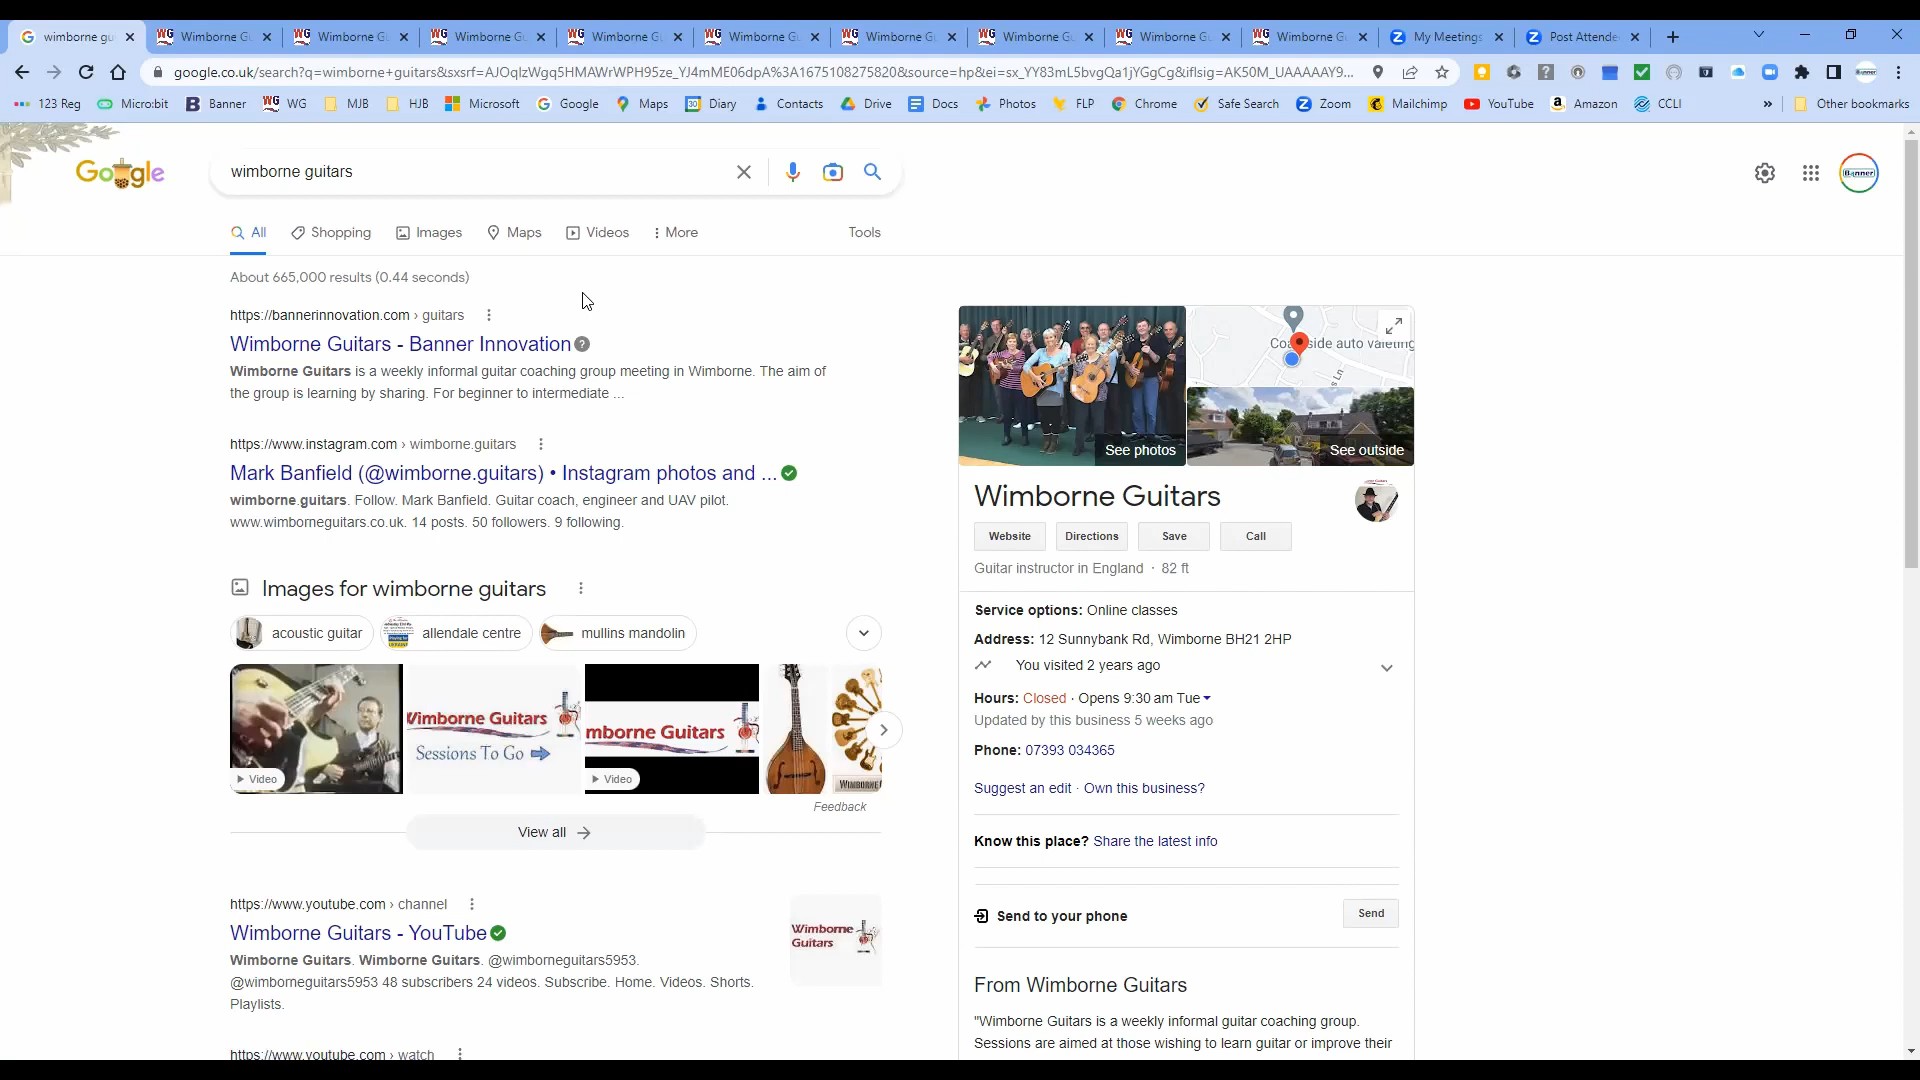 wimborne gu
Wimborne G
Wimborne G
Wimborne G
Wimborne G
Wimborne G
Wimborne G
Wimborne G
Wimborne G
Wimborne G
My Meetings
Post Attende
google.co.uk/search?q=wimborne+guitars&sxsrf=AJOqlzWgq5HMAWrWPH95ze_YJ4mME06dpA%3A1675108275820&source=hp&ei=sx_YY83mL5bvgQa1jYGgCg&iflsig=AK50M_UAAAAAY9...
123 Reg
Micro:bit
Banner
WG
MJB
HJB
Microsoft
Google
Maps
Diary
Contacts
Drive
Docs
Photos
FLP
Chrome
Safe Search
Zoom
Mailchimp
YouTube
Amazon
CCLI
Other bookmarks
Google
wimborne guitars
Banner
All
Shopping
Images
Maps
Videos
More
Tools
About 665,000 results (0.44 seconds)
https://bannerinnovation.com › guitars
Wimborne Guitars - Banner Innovation
Wimborne Guitars is a weekly informal guitar coaching group meeting in Wimborne. The aim of
the group is learning by sharing. For beginner to intermediate ...
https://www.instagram.com › wimborne.guitars
Mark Banfield (@wimborne.guitars) • Instagram photos and ...
wimborne.guitars. Follow. Mark Banfield. Guitar coach, engineer and UAV pilot.
www.wimborneguitars.co.uk. 14 posts. 50 followers. 9 following.
Images for wimborne guitars
acoustic guitar
allendale centre
mullins mandolin
Video
Wimborne Guitars
Sessions To Go
mborne Guitars
Video
WIMBORNE
Feedback
View all
https://www.youtube.com › channel
Wimborne Guitars - YouTube
Wimborne Guitars. Wimborne Guitars. @wimborneguitars5953.
@wimborneguitars5953 48 subscribers 24 videos. Subscribe. Home. Videos. Shorts.
Playlists.
Wimborne
Guitars
https://www.youtube.com › watch
See photos
Coa side auto valeting
s Ln
See outside
Wimborne Guitars
Website
Directions
Save
Call
Guitar instructor in England · 82 ft
Service options: Online classes
Address: 12 Sunnybank Rd, Wimborne BH21 2HP
You visited 2 years ago
Hours: Closed · Opens 9:30 am Tue
Updated by this business 5 weeks ago
Phone: 07393 034365
Suggest an edit · Own this business?
Know this place? Share the latest info
Send to your phone
Send
From Wimborne Guitars
"Wimborne Guitars is a weekly informal guitar coaching group.
Sessions are aimed at those wishing to learn guitar or improve their